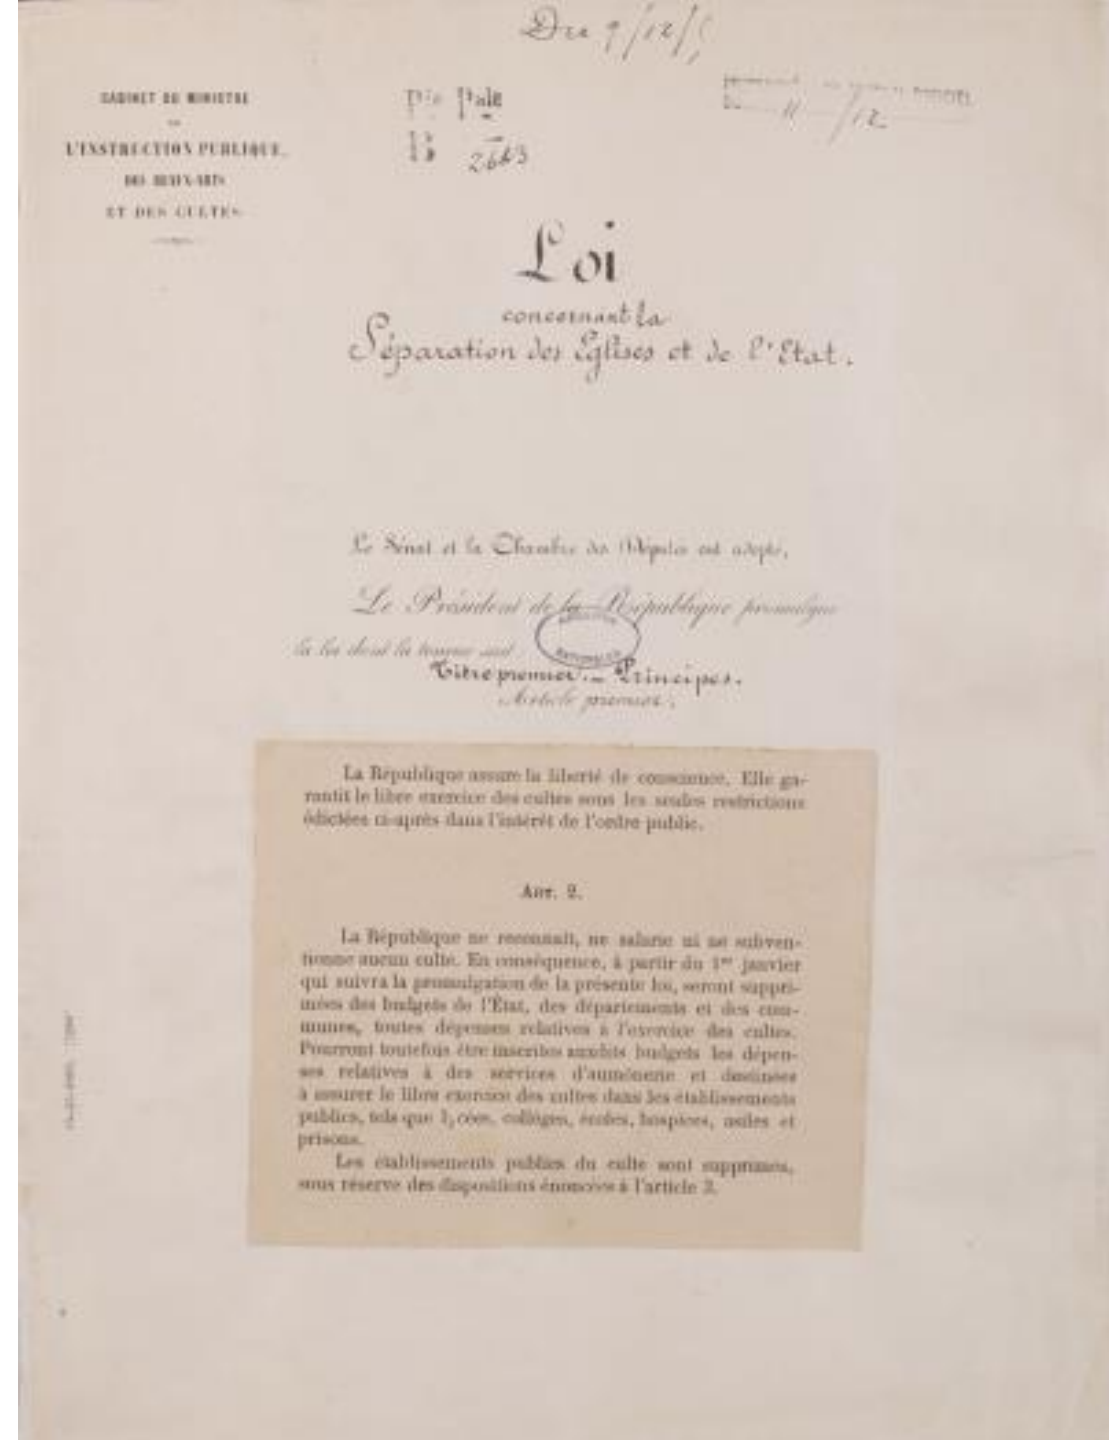 Du 9/12/
CABINET DU MINISTRE
DE
L'INSTRUCTION PUBLIQUE,
DES BEAUX-ARTS
ET DES CULTES
Pie Pale
B 2663
11/12
Loi
concernant la
Séparation des Eglises et de l'Etat.
Le Sénat et la Chambre des Députés ont adopté,
Le Président de la République promulgue
la loi dont la teneur suit
NATIONALES
Titre premier. – Principes.
Article premier.
La République assure la liberté de conscience. Elle ga-
rantit le libre exercice des cultes sous les seules restrictions
édictées ci-après dans l'intérêt de l'ordre public.
ART. 2.
La République ne reconnaît, ne salarie ni ne subven-
tionne aucun culte. En conséquence, à partir du 1er janvier
qui suivra la promulgation de la présente loi, seront suppri-
mées des budgets de l'État, des départements et des com-
munes, toutes dépenses relatives à l'exercice des cultes.
Pourront toutefois être inscrites auxdits budgets les dépen-
ses relatives à des services d'aumônerie et destinées
à assurer le libre exercice des cultes dans les établissements
publics, tels que lycées, collèges, écoles, hospices, asiles et
prisons.
Les établissements publics du culte sont supprimés,
sous réserve des dispositions énoncées à l'article 3.